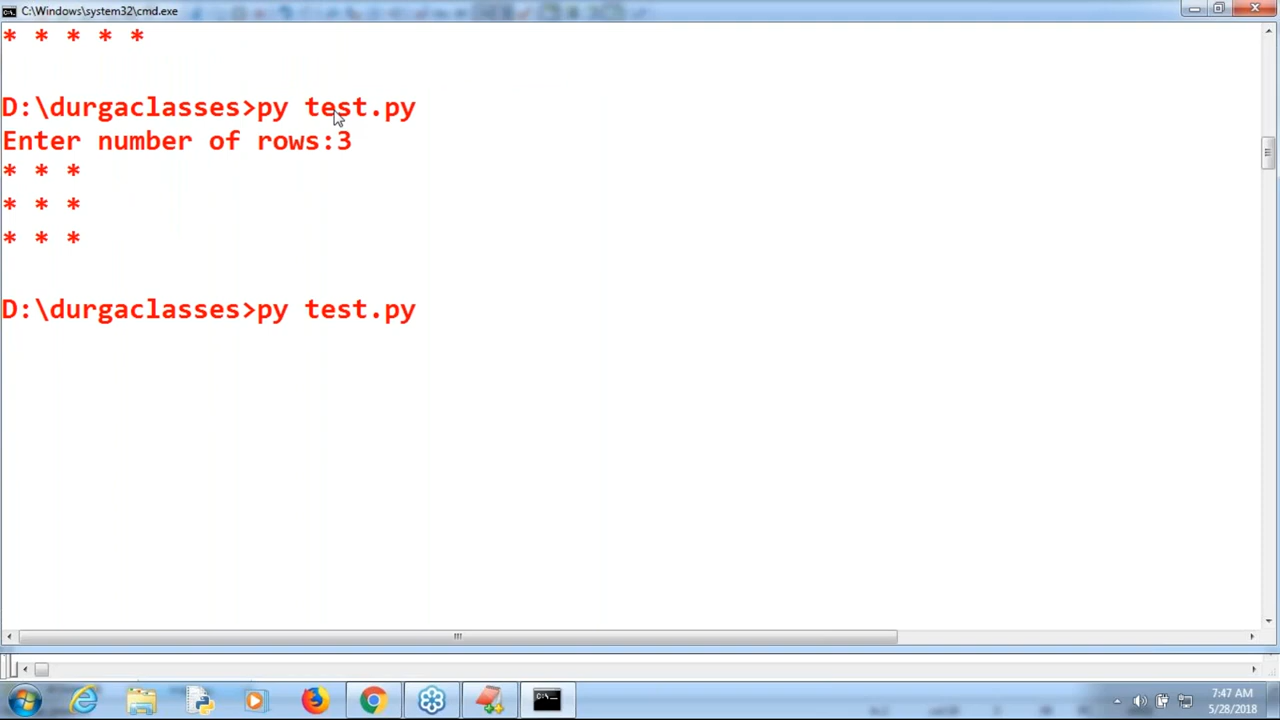 C:\Windows\system32\cmd.exe
* * * * *
D:\durgaclasses>py test.py
Enter number of rows:3
* * *
* * *
* * *
D:\durgaclasses>py test.py
7:47 AM
5/28/2018